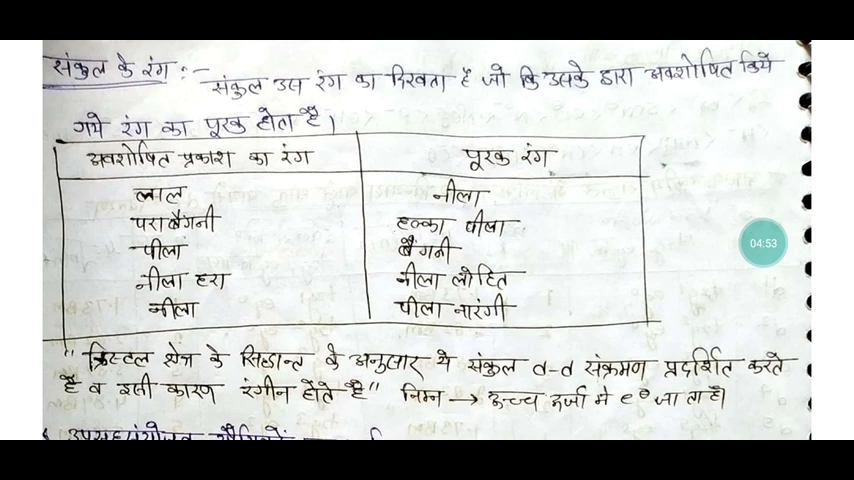 संकुल के रंग :- संकुल उस रंग का दिखता है जो कि उसके द्वारा अवशोषित किये
गये रंग का पूरक होता है।
अवशोषित प्रकाश का रंग पूरक रंग
लाल नीला
पराबैंगनी हल्का पीला
पीला बैंगनी
नीला हरा नीला लोहित
नीला पीला नारंगी
04:53
" क्रिस्टल क्षेत्र के सिद्धान्त के अनुसार ये संकुल d-d संक्रमण प्रदर्शित करते
है व इसी कारण रंगीन होते है" निम्न → उच्च ऊर्जा मे e⊖ जाता है।